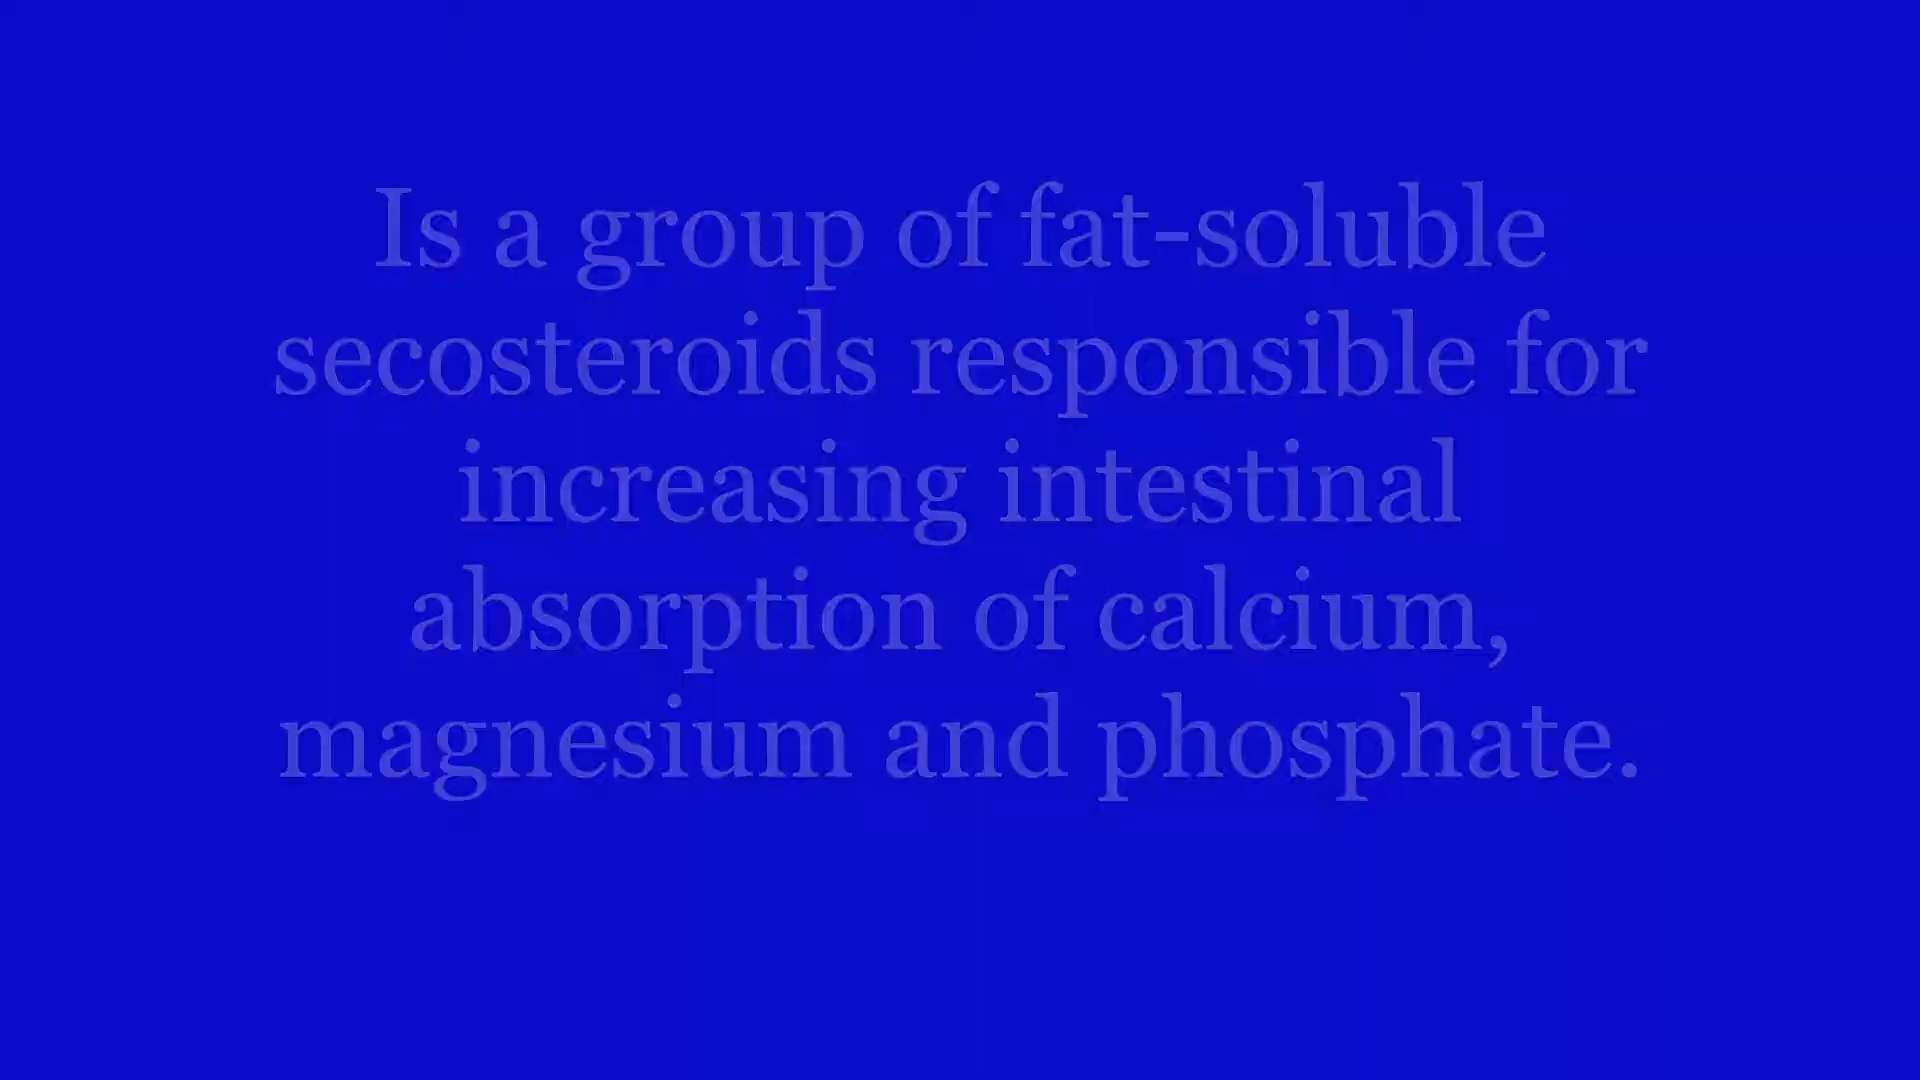 Is a group of fat-soluble
secosteroids responsible for
increasing intestinal
absorption of calcium,
magnesium and phosphate.